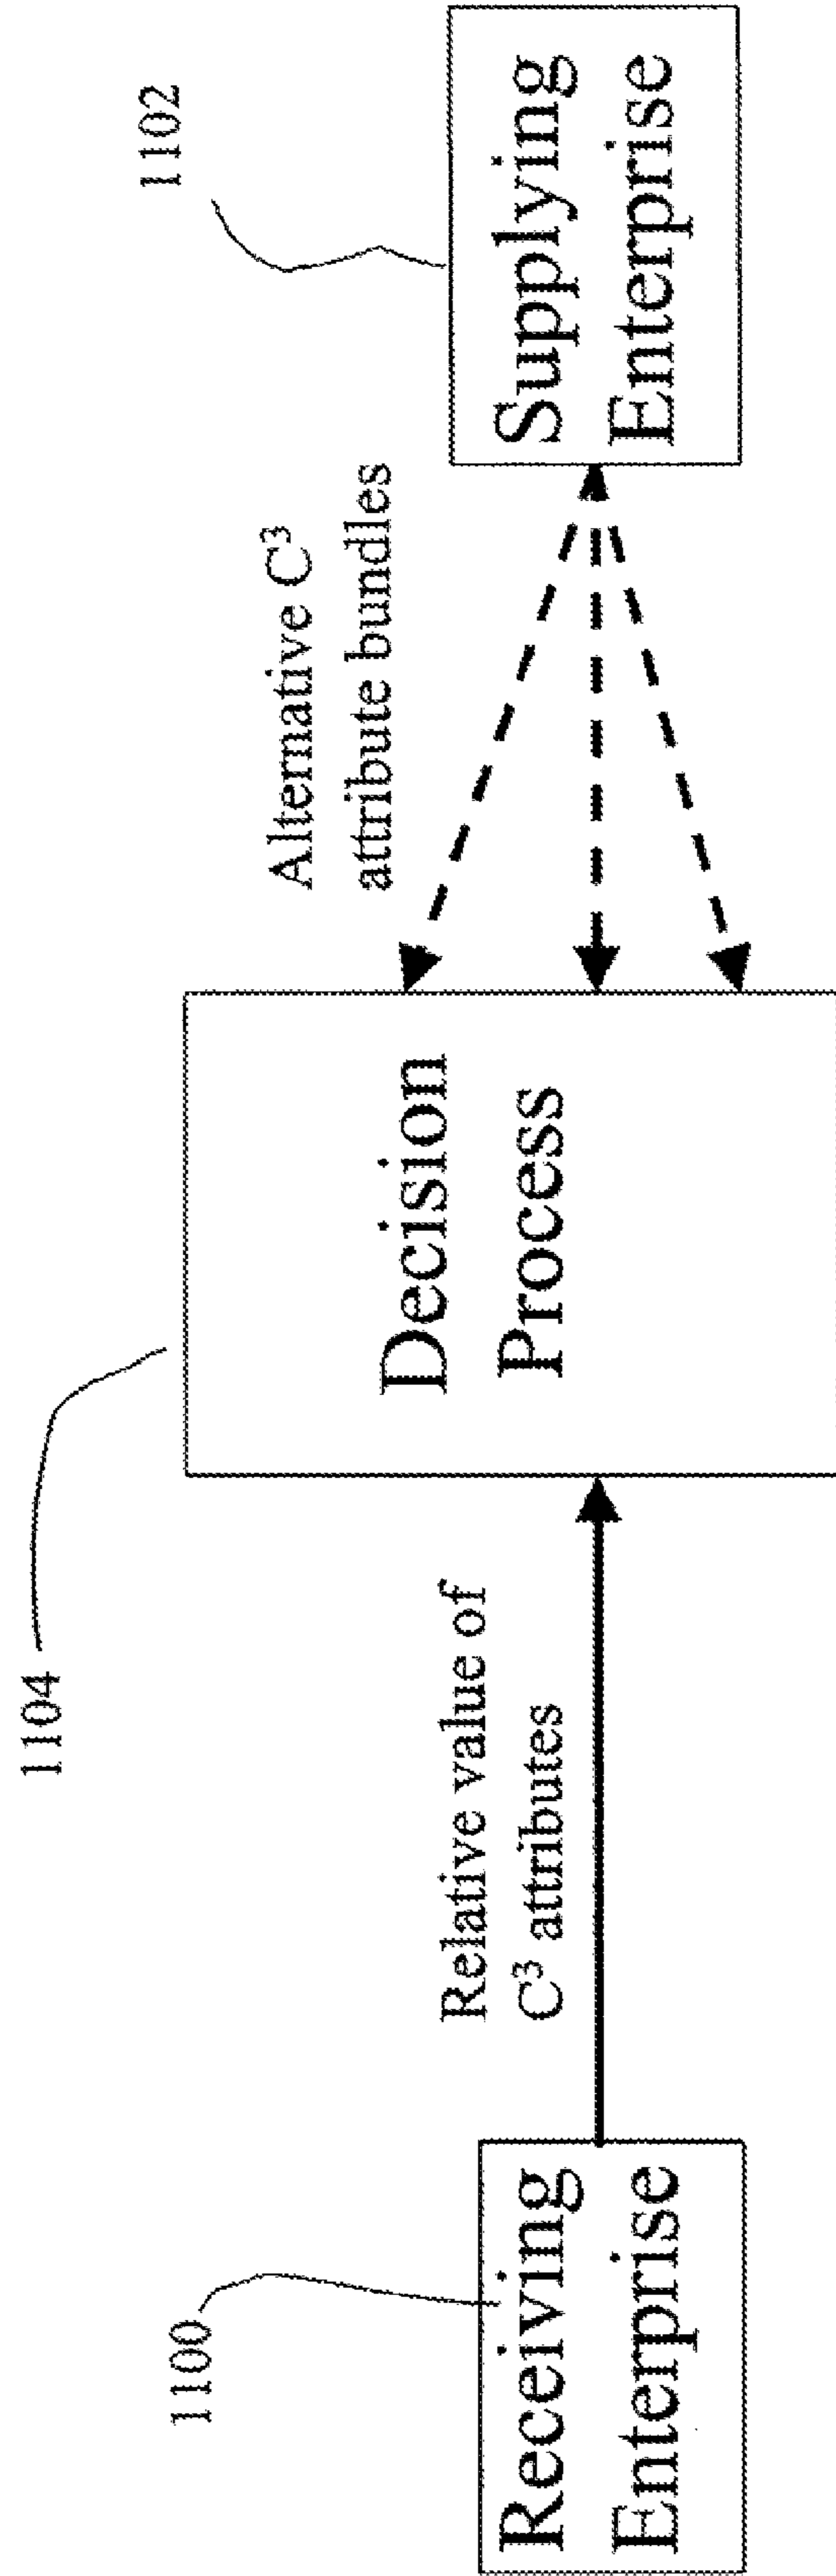 1104
1102
Alternative C³
attribute bundles
Relative value of
C³ attributes
1100
Receiving
Enterprise
Decision
Process
Supplying
Enterprise